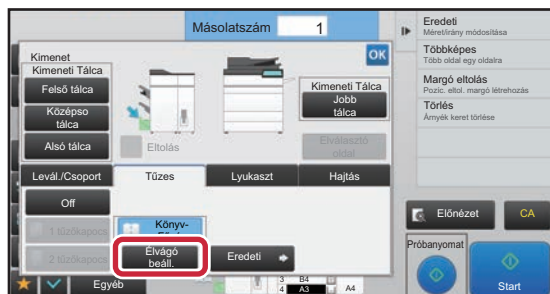 Másolatszám
1
Eredeti
Méret/irány módosítása
Többképes
Több oldal egy oldalra
Margó eltolás
Pozíc. eltol. margó létrehozás
Törlés
Árnyék keret törlése
Kimenet
OK
Kimeneti Tálca
Felső tálca
Középso
tálca
Alsó tálca
Eltolás
Kimeneti Tálca
Jobb
tálca
Elválasztó
oldal
Levál./Csoport
Tűzes
Lyukaszt
Hajtás
Off
1 tűzőkapocs
2 tűzőkapocs
Könyv-
Elvágó
beáll.
Eredeti
Előnézet
CA
Próbanyomat
Start
Egyéb
3 B4
4 A3
A4